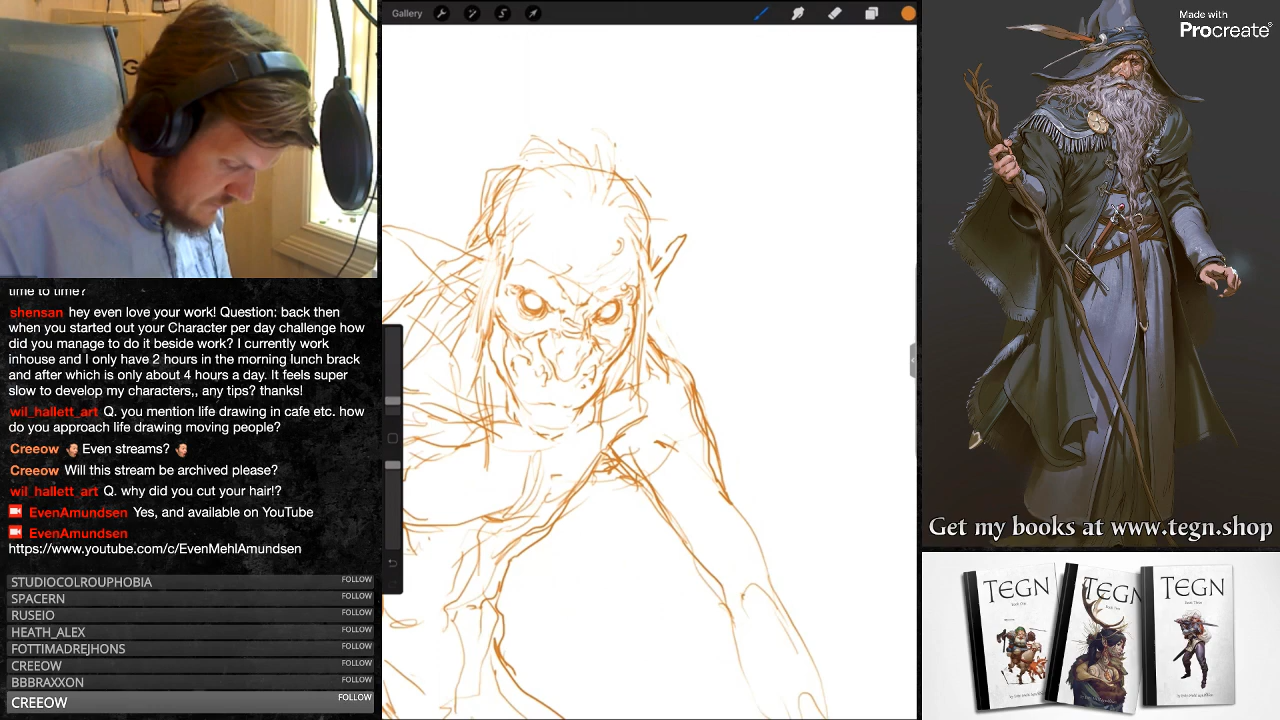 Gallery
Made with
Procreate®
time to time?
shensan hey even love your work! Question: back then
when you started out your Character per day challenge how
did you manage to do it beside work? I currently work
inhouse and I only have 2 hours in the morning lunch brack
and after which is only about 4 hours a day. It feels super
slow to develop my characters,, any tips? thanks!
wil_hallett_art Q. you mention life drawing in cafe etc. how
do you approach life drawing moving people?
Creeow Even streams?
Creeow Will this stream be archived please?
wil_hallett_art Q. why did you cut your hair!?
EvenAmundsen Yes, and available on YouTube
EvenAmundsen
https://www.youtube.com/c/EvenMehlAmundsen
STUDIOCOLROUPHOBIA FOLLOW
SPACERN FOLLOW
RUSEIO FOLLOW
HEATH_ALEX FOLLOW
FOTTIMADREJHONS FOLLOW
CREEOW FOLLOW
BBBRAXXON FOLLOW
CREEOW FOLLOW
Get my books at www.tegn.shop
TEGN
TEGN
TEGN